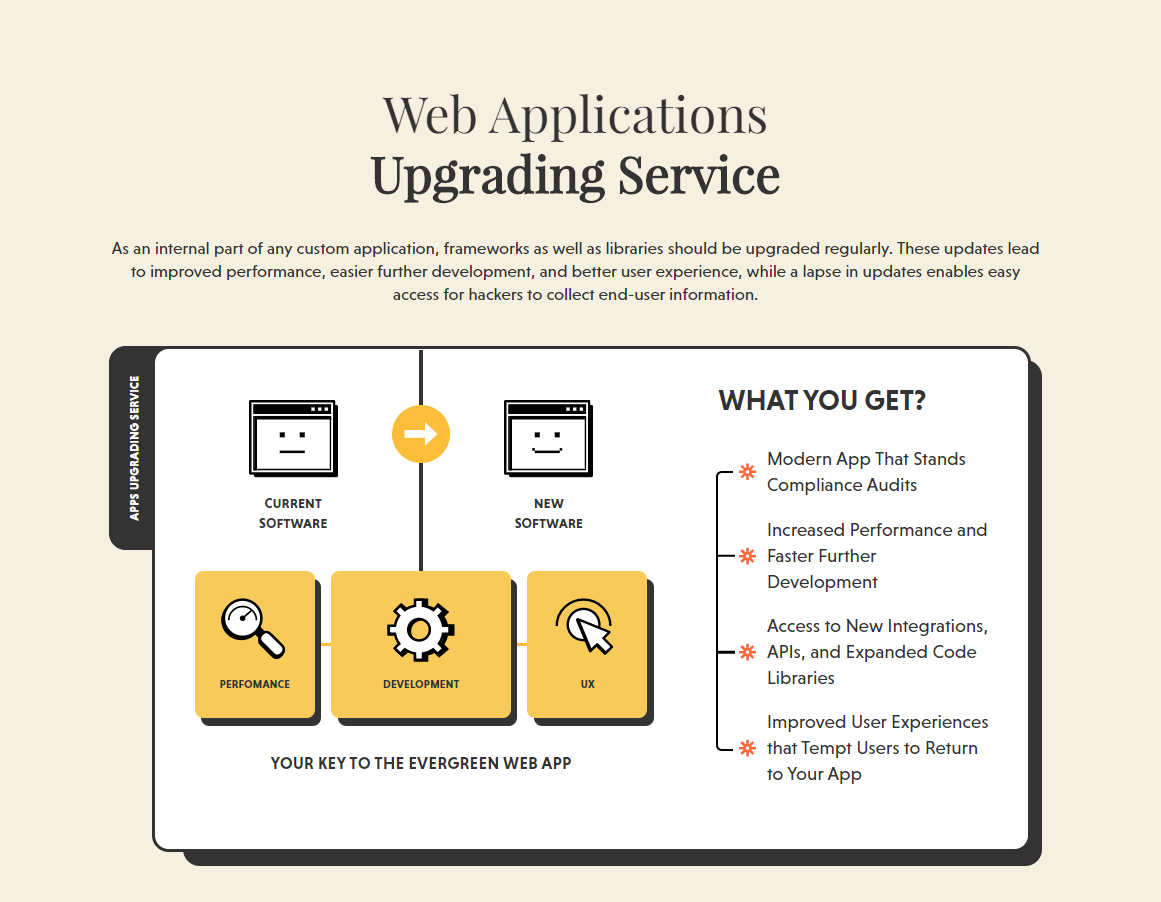 Web Applications
Upgrading Service
As an internal part of any custom application, frameworks as well as libraries should be upgraded regularly. These updates lead
to improved performance, easier further development, and better user experience, while a lapse in updates enables easy
access for hackers to collect end-user information.
APPS UPGRADING SERVICE
CURRENT
SOFTWARE
NEW
SOFTWARE
PERFOMANCE
DEVELOPMENT
UX
YOUR KEY TO THE EVERGREEN WEB APP
WHAT YOU GET?
Modern App That Stands
Compliance Audits
Increased Performance and
Faster Further
Development
Access to New Integrations,
APIs, and Expanded Code
Libraries
Improved User Experiences
that Tempt Users to Return
to Your App